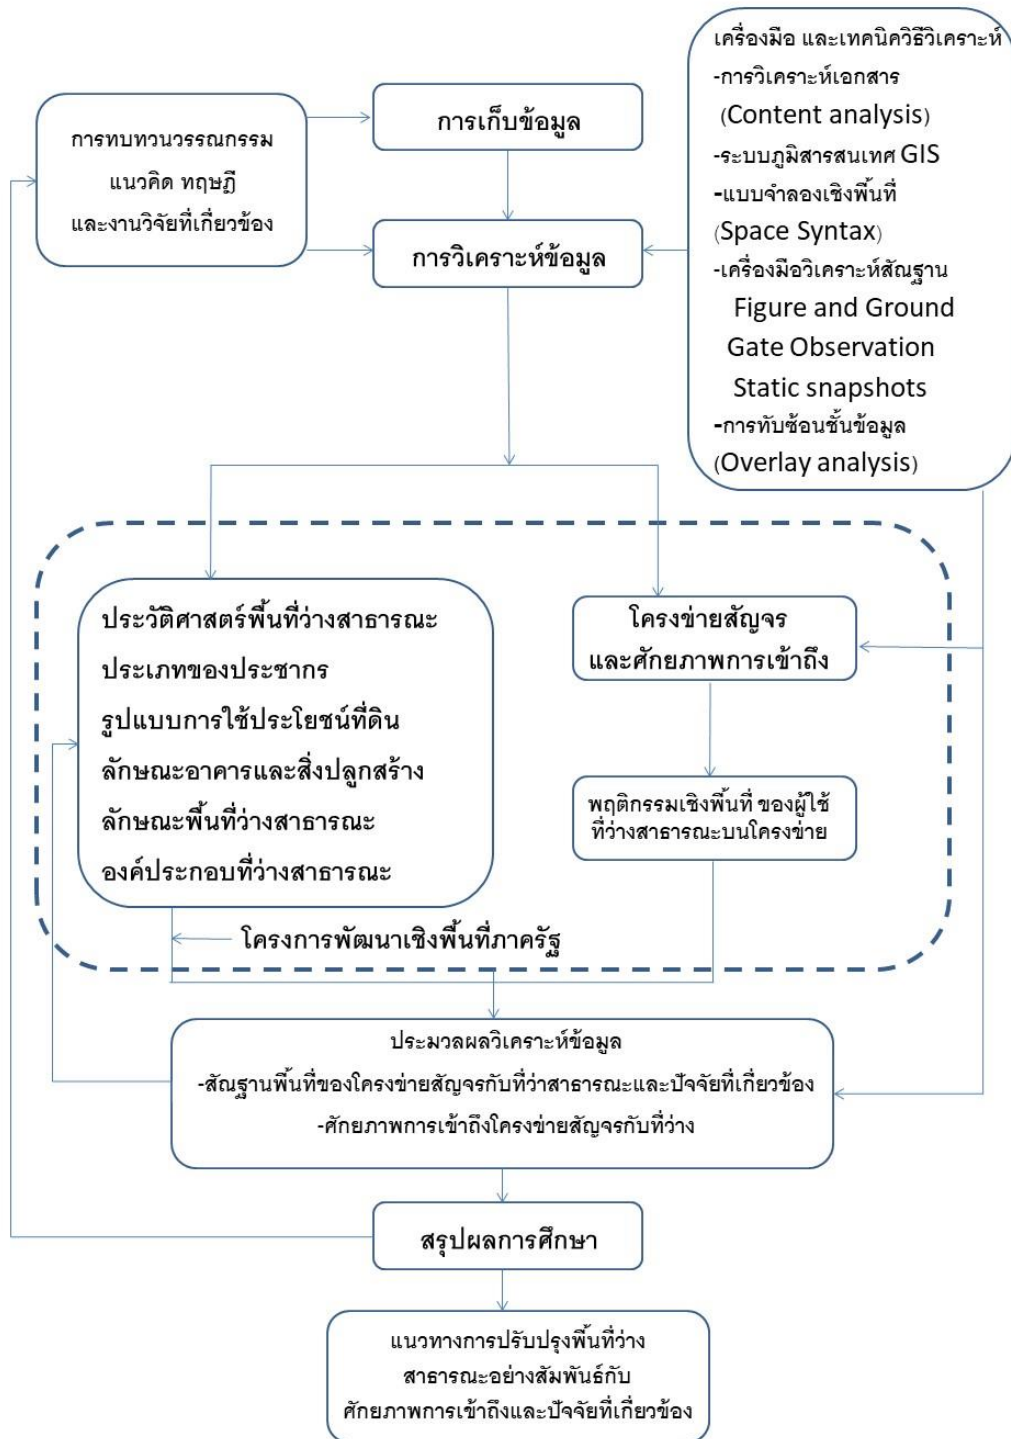 การทบทวนวรรณกรรม
แนวคิด ทฤษฎี
และงานวิจัยที่เกี่ยวข้อง
การเก็บข้อมูล
การวิเคราะห์ข้อมูล
เครื่องมือ และเทคนิควิธีวิเคราะห์
-การวิเคราะห์เอกสาร
(Content analysis)
-ระบบภูมิสารสนเทศ GIS
-แบบจำลองเชิงพื้นที่
(Space Syntax)
-เครื่องมือวิเคราะห์สัณฐาน
Figure and Ground
Gate Observation
Static snapshots
-การทับซ้อนชั้นข้อมูล
(Overlay analysis)
ประวัติศาสตร์พื้นที่ว่างสาธารณะ
ประเภทของประชากร
รูปแบบการใช้ประโยชน์ที่ดิน
ลักษณะอาคารและสิ่งปลูกสร้าง
ลักษณะพื้นที่ว่างสาธารณะ
องค์ประกอบที่ว่างสาธารณะ
โครงข่ายสัญจร
และศักยภาพการเข้าถึง
พฤติกรรมเชิงพื้นที่ ของผู้ใช้
ที่ว่างสาธารณะบนโครงข่าย
โครงการพัฒนาเชิงพื้นที่ภาครัฐ
ประมวลผลวิเคราะห์ข้อมูล
-สัณฐานพื้นที่ของโครงข่ายสัญจรกับที่ว่าสาธารณะและปัจจัยที่เกี่ยวข้อง
-ศักยภาพการเข้าถึงโครงข่ายสัญจรกับที่ว่าง
สรุปผลการศึกษา
แนวทางการปรับปรุงพื้นที่ว่าง
สาธารณะอย่างสัมพันธ์กับ
ศักยภาพการเข้าถึงและปัจจัยที่เกี่ยวข้อง